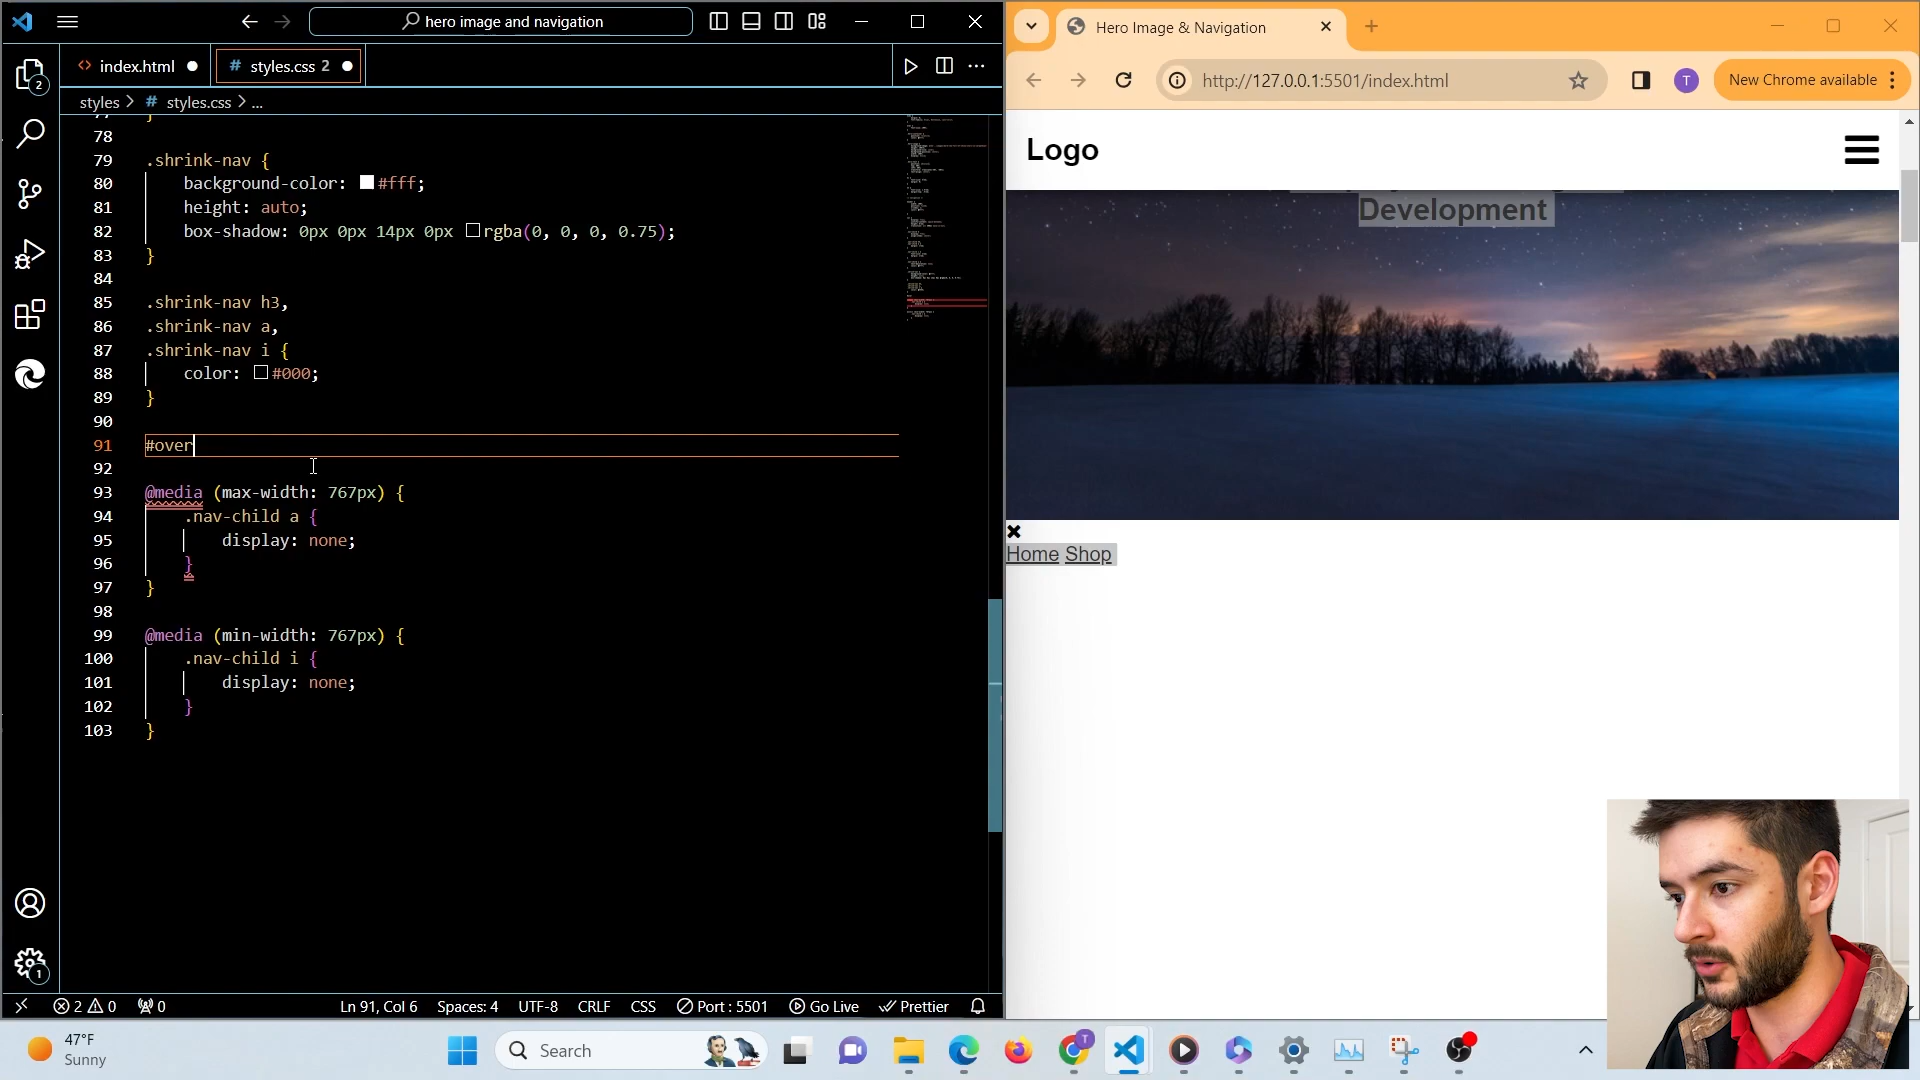 hero image and navigation
index.html
# styles.css 2
styles > # styles.css > ...
77 }
78
79 .shrink-nav {
80 background-color: #fff;
81 height: auto;
82 box-shadow: 0px 0px 14px 0px rgba(0, 0, 0, 0.75);
83 }
84
85 .shrink-nav h3,
86 .shrink-nav a,
87 .shrink-nav i {
88 color: #000;
89 }
90
91 #over
92
93 @media (max-width: 767px) {
94 .nav-child a {
95 display: none;
96 }
97 }
98
99 @media (min-width: 767px) {
100 .nav-child i {
101 display: none;
102 }
103 }
2
1
2 0 0
Ln 91, Col 6
Spaces: 4
UTF-8
CRLF
CSS
Port : 5501
Go Live
Prettier
Hero Image & Navigation
http://127.0.0.1:5501/index.html
T
New Chrome available
Logo
Development
Home Shop
47°F
Sunny
Search
T